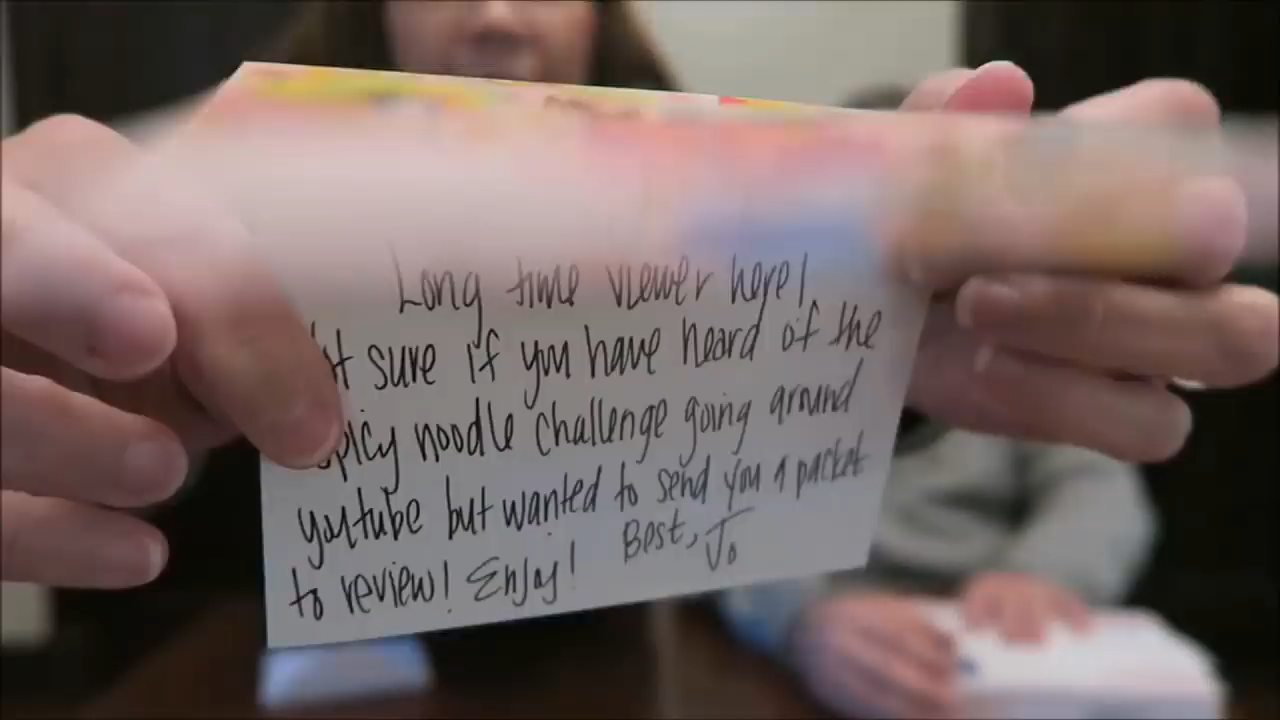 Long time viewer here!
sure if you have heard of the
spicy noodle challenge going around
youtube but wanted to send you a packet
to review! Enjoy! Best, Jo